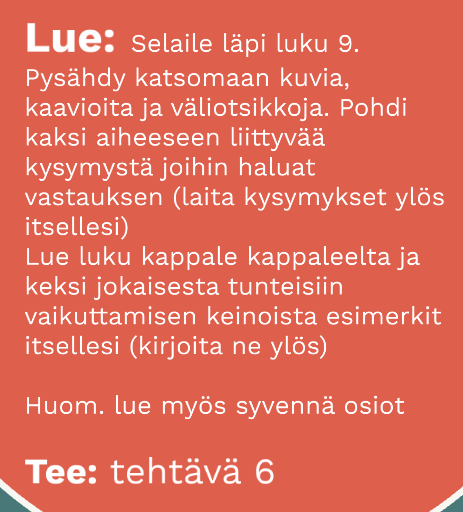 Lue: Selaile läpi luku 9.
Pysähdy katsomaan kuvia,
kaavioita ja väliotsikkoja. Pohdi
kaksi aiheeseen liittyvää
kysymystä joihin haluat
vastauksen (laita kysymykset ylös
itsellesi)
Lue luku kappale kappaleelta ja
keksi jokaisesta tunteisiin
vaikuttamisen keinoista esimerkit
itsellesi (kirjoita ne ylös)
Huom. lue myös syvennä osiot
Tee: tehtävä 6